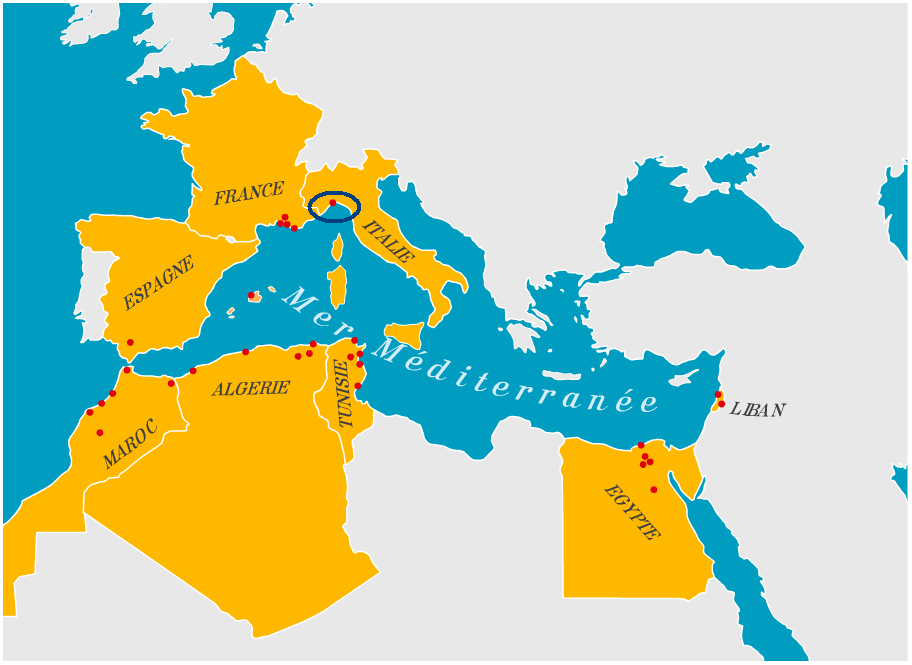 FRANCE
ITALIE
ESPAGNE
Mer Méditerranée
ALGERIE
TUNISIE
MAROC
LIBAN
EGYPTE